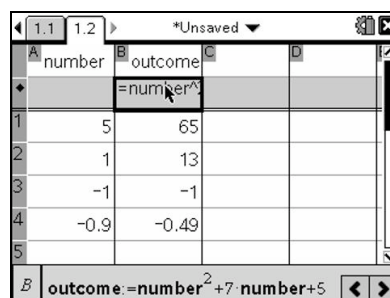 1.1 1.2 *Unsaved
A number B outcome C D
=number^
1 5 65
2 1 13
3 −1 −1
4 −0.9 −0.49
5
B outcome:=number²+7·number+5